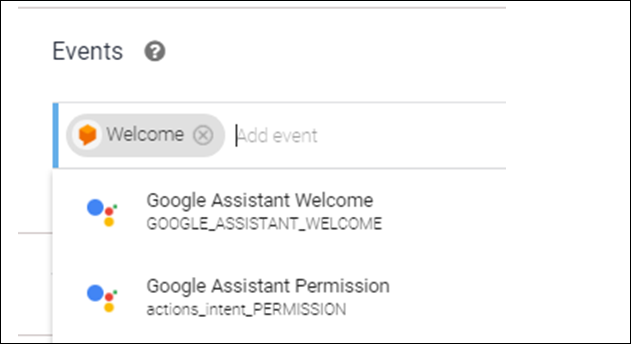 Events
Welcome Add event
Google Assistant Welcome
GOOGLE_ASSISTANT_WELCOME
Google Assistant Permission
actions_intent_PERMISSION